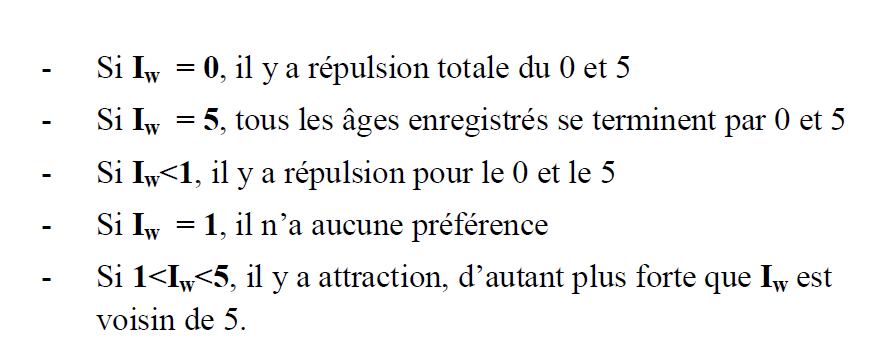 - Si Iw = 0, il y a répulsion totale du 0 et 5
- Si Iw = 5, tous les âges enregistrés se terminent par 0 et 5
- Si Iw<1, il y a répulsion pour le 0 et le 5
- Si Iw = 1, il n’a aucune préférence
- Si 1<Iw<5, il y a attraction, d’autant plus forte que Iw est
voisin de 5.